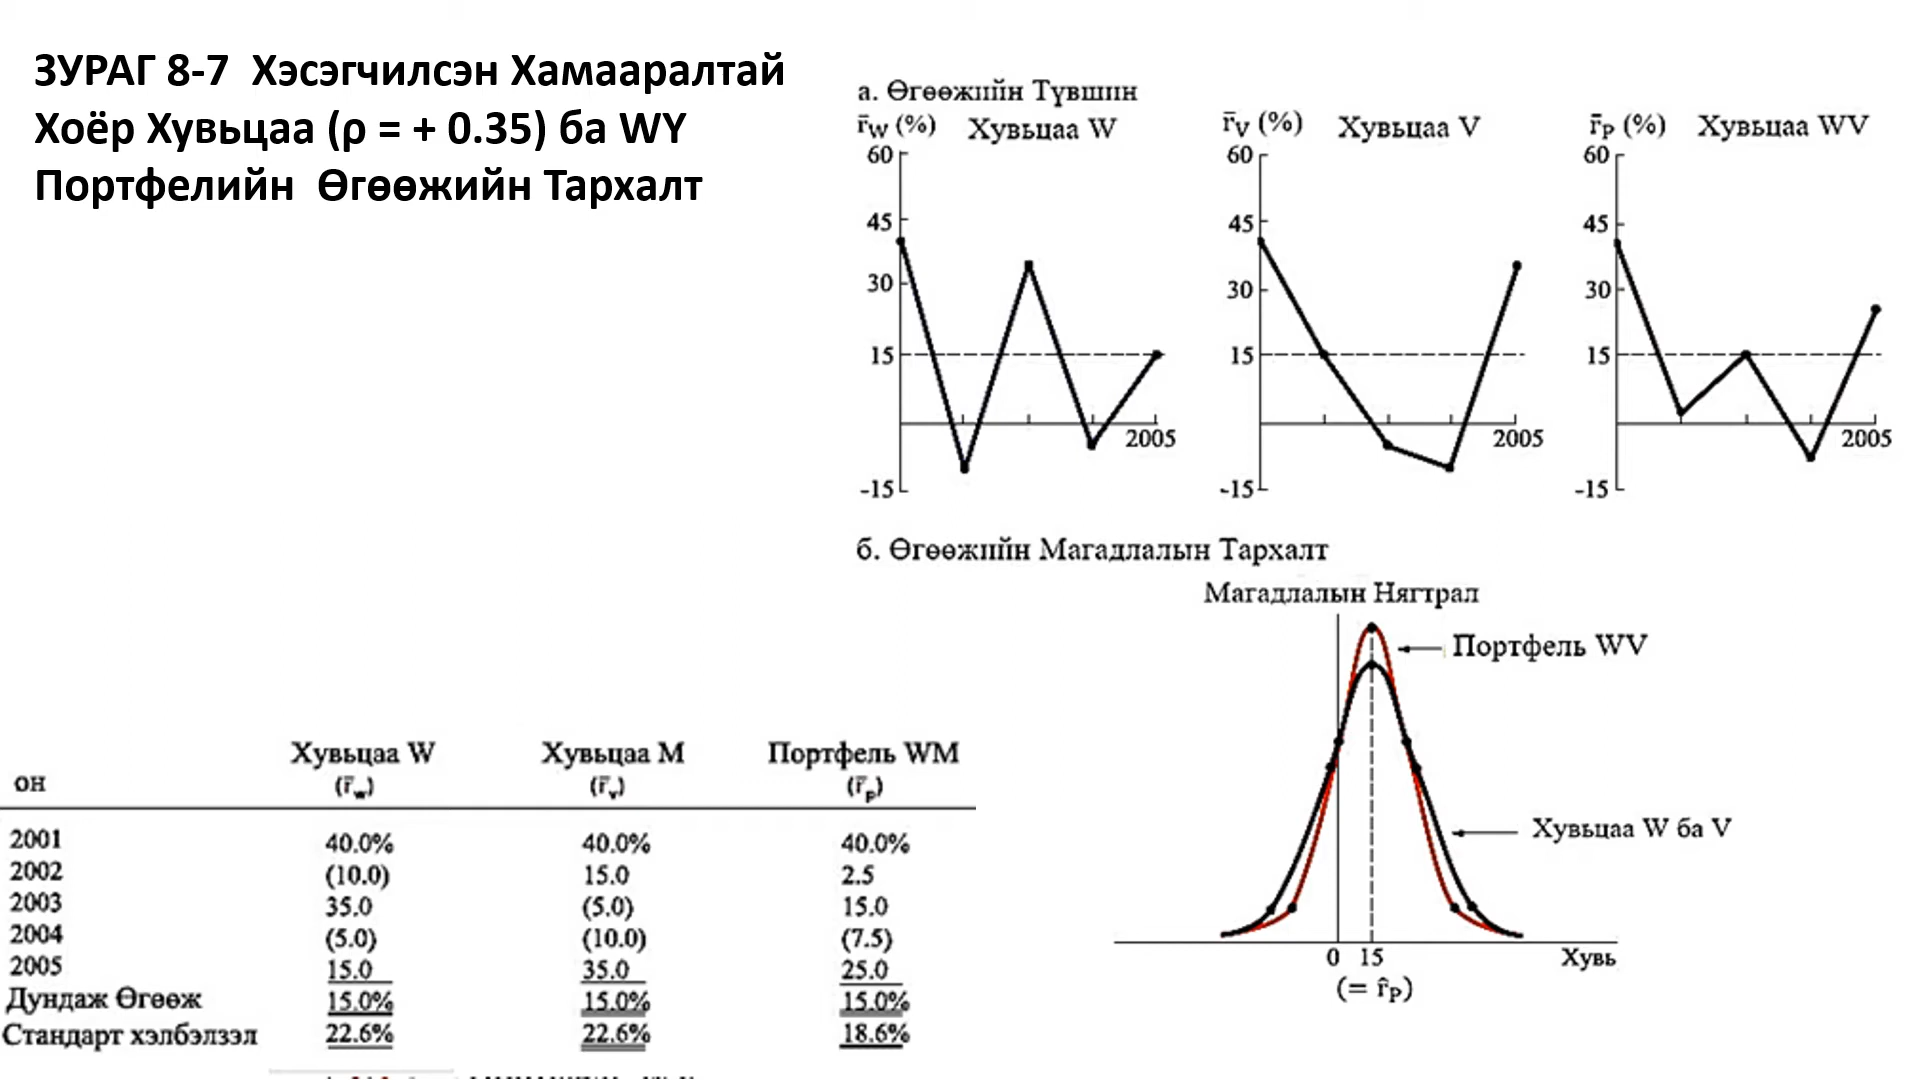 ЗУРАГ 8-7  Хэсэгчилсэн Хамааралтай
Хоёр Хувьцаа (ρ = + 0.35) ба WY
Портфелийн  Өгөөжийн Тархалт
а. Өгөөжийн Түвшин
r̄W (%) Хувьцаа W
60
45
30
15
-15
2005
r̄V (%) Хувьцаа V
60
45
30
15
-15
2005
r̄P (%) Хувьцаа WV
60
45
30
15
-15
2005
б. Өгөөжийн Магадлалын Тархалт
Магадлалын Нягтрал
Портфель WV
Хувьцаа W ба V
0 15 Хувь
(= r̂P)
он Хувьцаа W (r̄w) Хувьцаа M (r̄v) Портфель WM (r̄p)
2001 40.0% 40.0% 40.0%
2002 (10.0) 15.0 2.5
2003 35.0 (5.0) 15.0
2004 (5.0) (10.0) (7.5)
2005 15.0 35.0 25.0
Дундаж Өгөөж 15.0% 15.0% 15.0%
Стандарт хэлбэлзэл 22.6% 22.6% 18.6%